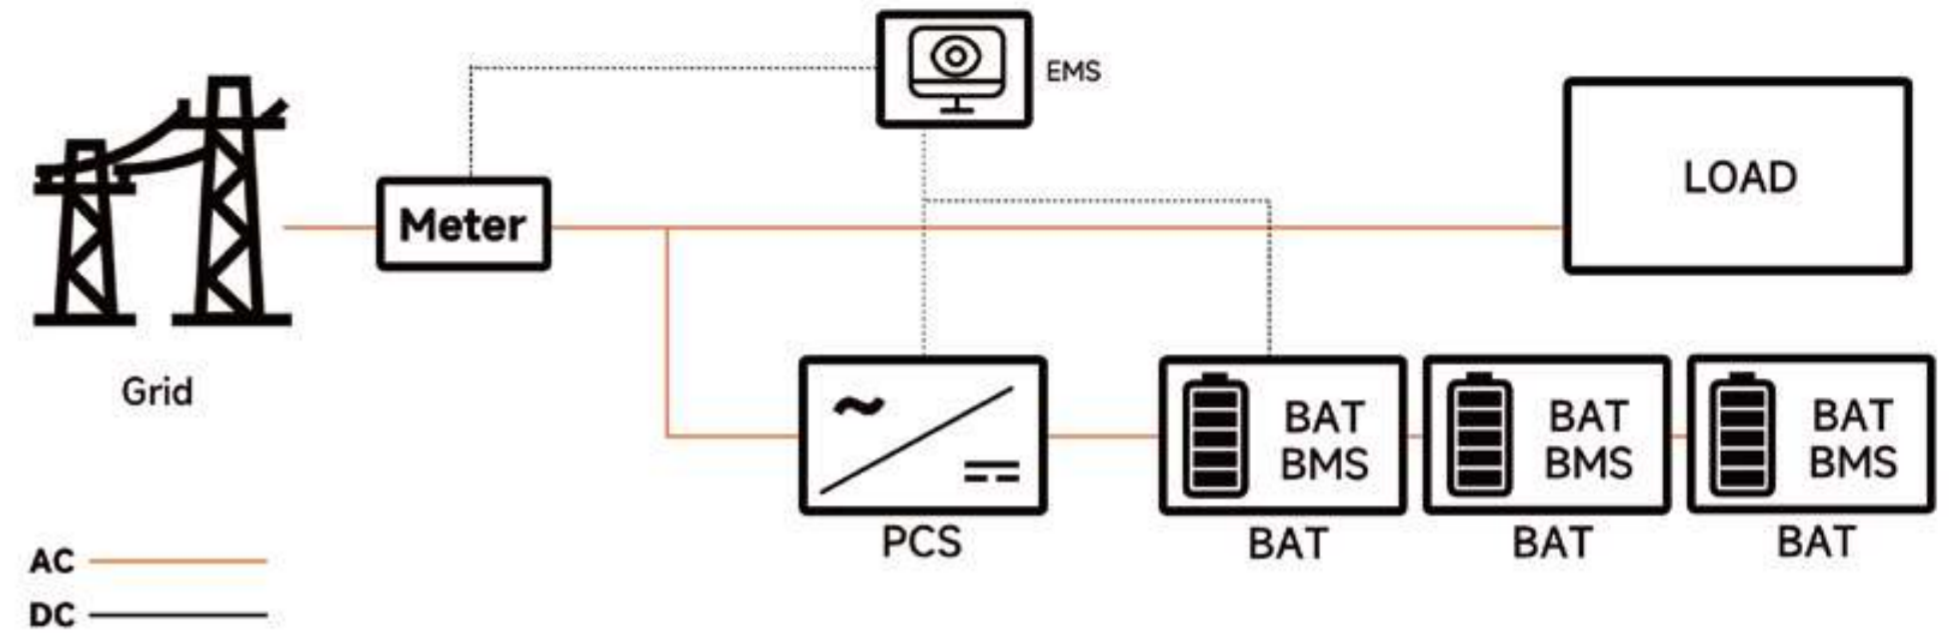 EMS
LOAD
Meter
Grid
BAT
BMS
BAT
BMS
BAT
BMS
PCS
BAT
BAT
BAT
AC
DC